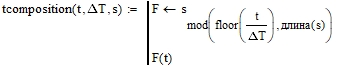 tcomposition(t,ΔT,s) := | F ← s mod(floor(t/ΔT),длина(s))
F(t)